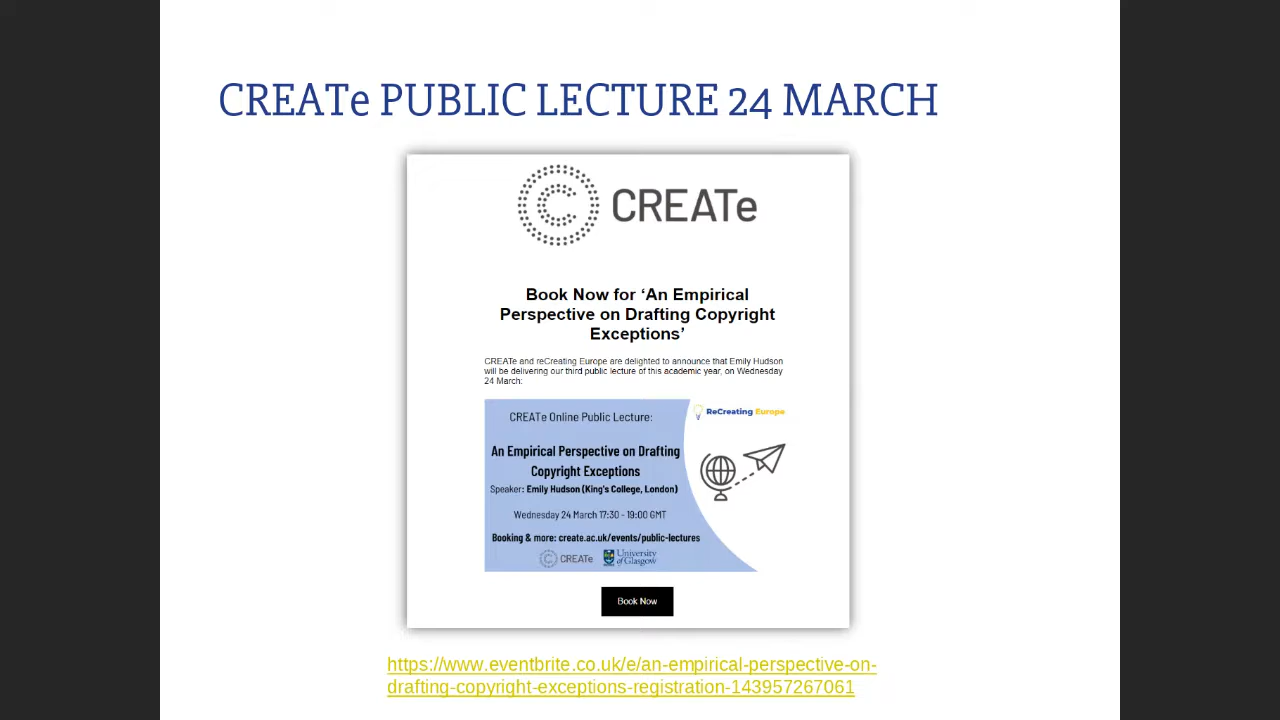 CREATe PUBLIC LECTURE 24 MARCH
CREATe
Book Now for ‘An Empirical
Perspective on Drafting Copyright
Exceptions’
CREATe and reCreating Europe are delighted to announce that Emily Hudson
will be delivering our third public lecture of this academic year, on Wednesday
24 March:
CREATe Online Public Lecture:
ReCreating Europe
An Empirical Perspective on Drafting
Copyright Exceptions
Speaker: Emily Hudson (King's College, London)
Wednesday 24 March 17:30 - 19:00 GMT
Booking & more: create.ac.uk/events/public-lectures
CREATe
University
of Glasgow
Book Now
https://www.eventbrite.co.uk/e/an-empirical-perspective-on-
drafting-copyright-exceptions-registration-143957267061